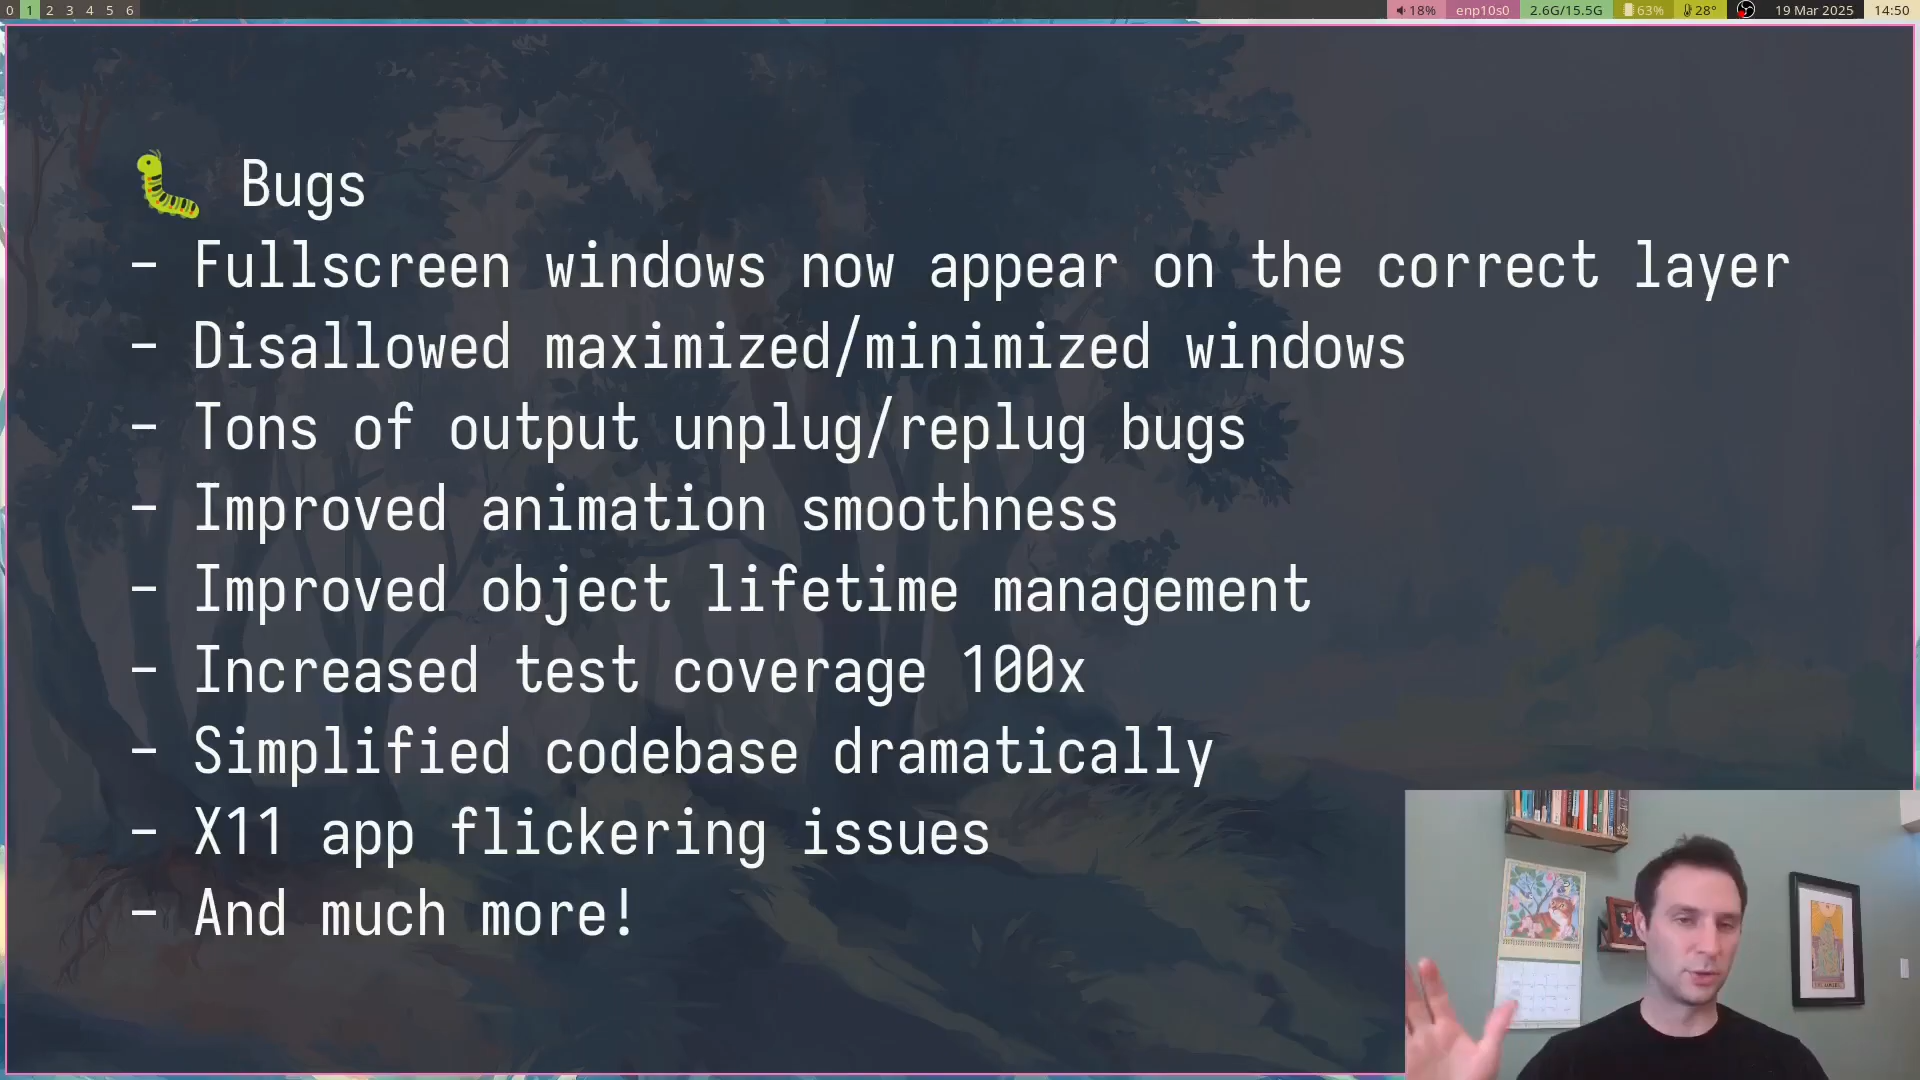 0 1 2 3 4 5 6
18% enp10s0 2.6G/15.5G 63% 28° 19 Mar 2025 14:50
🐛 Bugs
- Fullscreen windows now appear on the correct layer
- Disallowed maximized/minimized windows
- Tons of output unplug/replug bugs
- Improved animation smoothness
- Improved object lifetime management
- Increased test coverage 100x
- Simplified codebase dramatically
- X11 app flickering issues
- And much more!